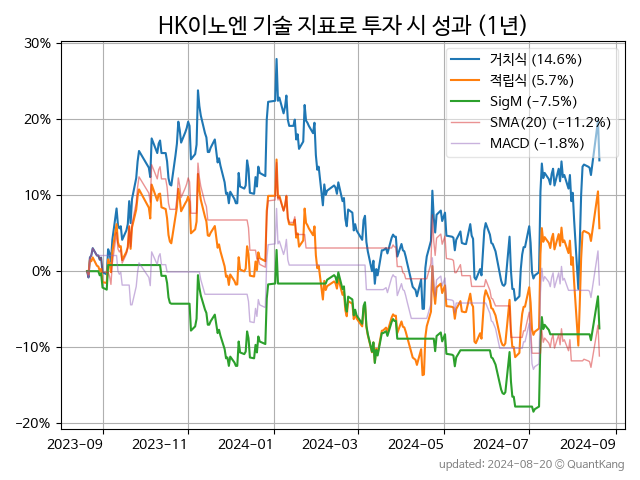 HK이노엔 기술 지표로 투자 시 성과 (1년)
30%
20%
10%
0%
−10%
−20%
거치식 (14.6%)
적립식 (5.7%)
SigM (−7.5%)
SMA(20) (−11.2%)
MACD (−1.8%)
2023-09
2023-11
2024-01
2024-03
2024-05
2024-07
2024-09
updated: 2024-08-20 © QuantKang